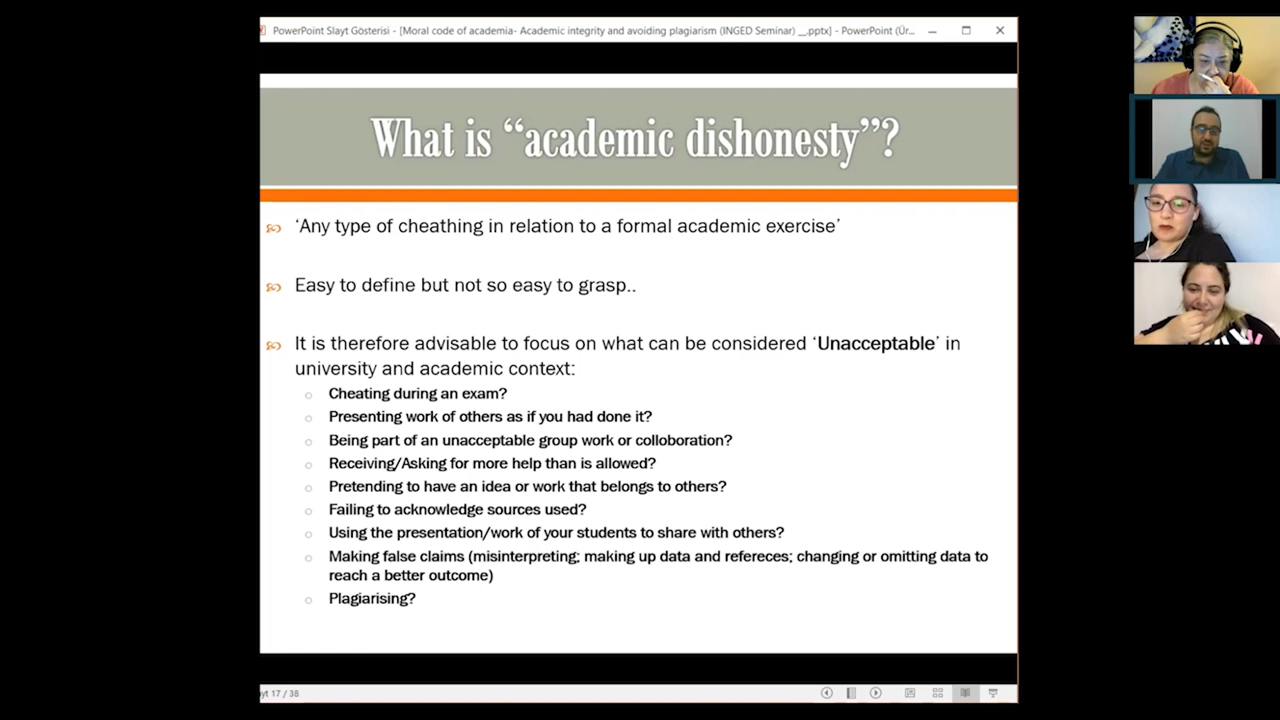 PowerPoint Slayt Gösterisi - [Moral code of academia- Academic integrity and avoiding plagiarism (INGED Seminar) __.pptx] - PowerPoint (Ür...
What is “academic dishonesty”?
‘Any type of cheathing in relation to a formal academic exercise’
Easy to define but not so easy to grasp..
It is therefore advisable to focus on what can be considered ‘Unacceptable’ in
university and academic context:
Cheating during an exam?
Presenting work of others as if you had done it?
Being part of an unacceptable group work or colloboration?
Receiving/Asking for more help than is allowed?
Pretending to have an idea or work that belongs to others?
Failing to acknowledge sources used?
Using the presentation/work of your students to share with others?
Making false claims (misinterpreting; making up data and refereces; changing or omitting data to
reach a better outcome)
Plagiarising?
yt 17 / 38